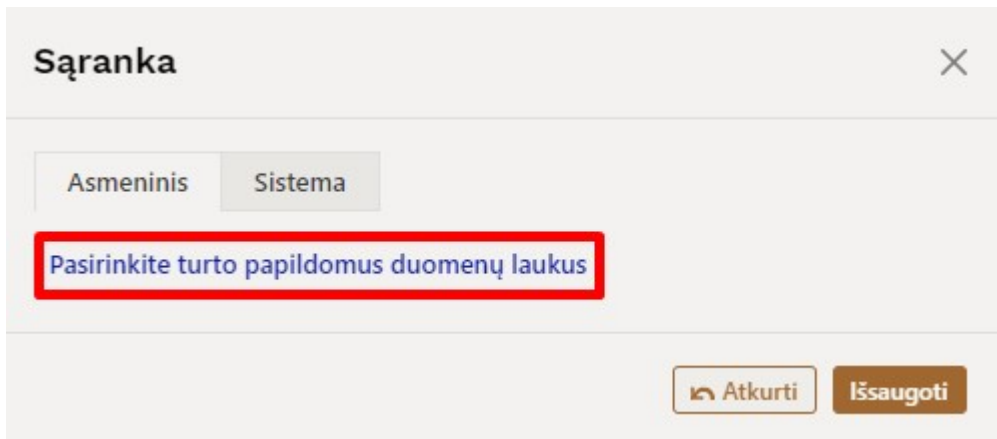 Sąranka
Asmeninis Sistema
Pasirinkite turto papildomus duomenų laukus
Atkurti Išsaugoti